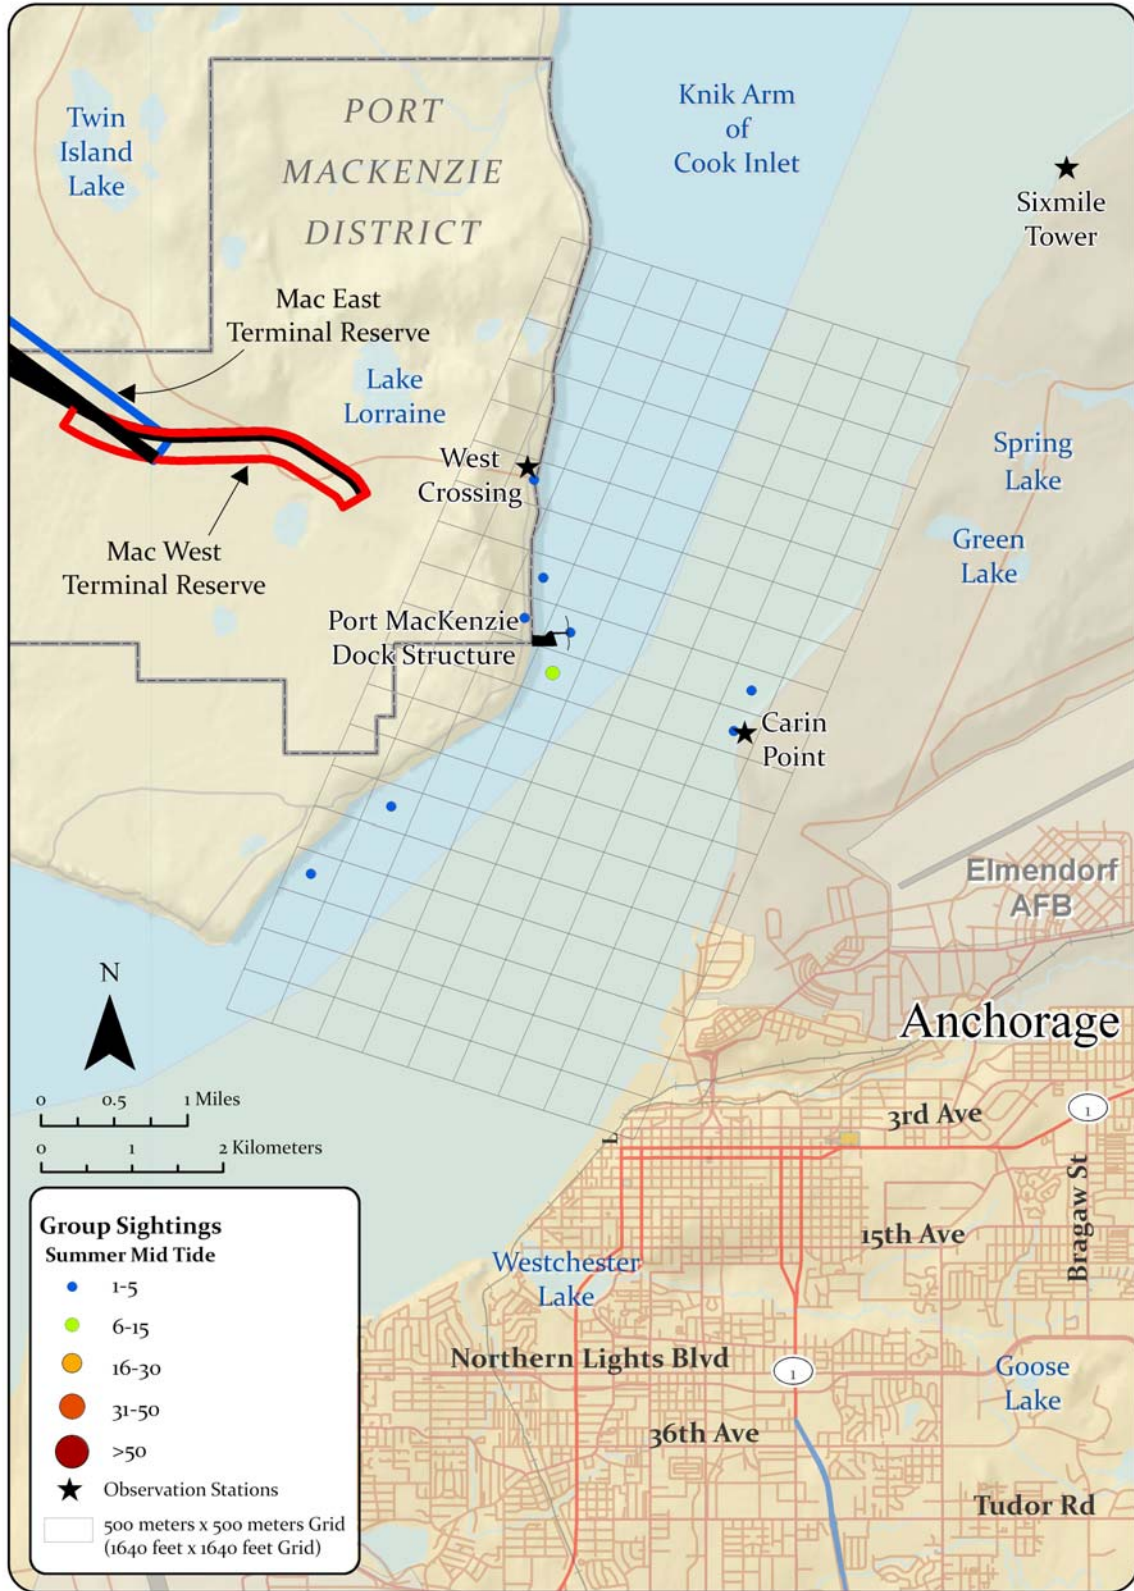 Twin
Island
Lake
PORT
MACKENZIE
DISTRICT
Knik Arm
of
Cook Inlet
Sixmile
Tower
Mac East
Terminal Reserve
Lake
Lorraine
West
Crossing
Spring
Lake
Green
Lake
Mac West
Terminal Reserve
Port MacKenzie
Dock Structure
Carin
Point
Elmendorf
AFB
N
Anchorage
0 0.5 1 Miles
0 1 2 Kilometers
3rd Ave
1
L
15th Ave
Bragaw St
Westchester
Lake
Northern Lights Blvd
1
Goose
Lake
36th Ave
Tudor Rd
Group Sightings
Summer Mid Tide
1-5
6-15
16-30
31-50
>50
Observation Stations
500 meters x 500 meters Grid
(1640 feet x 1640 feet Grid)